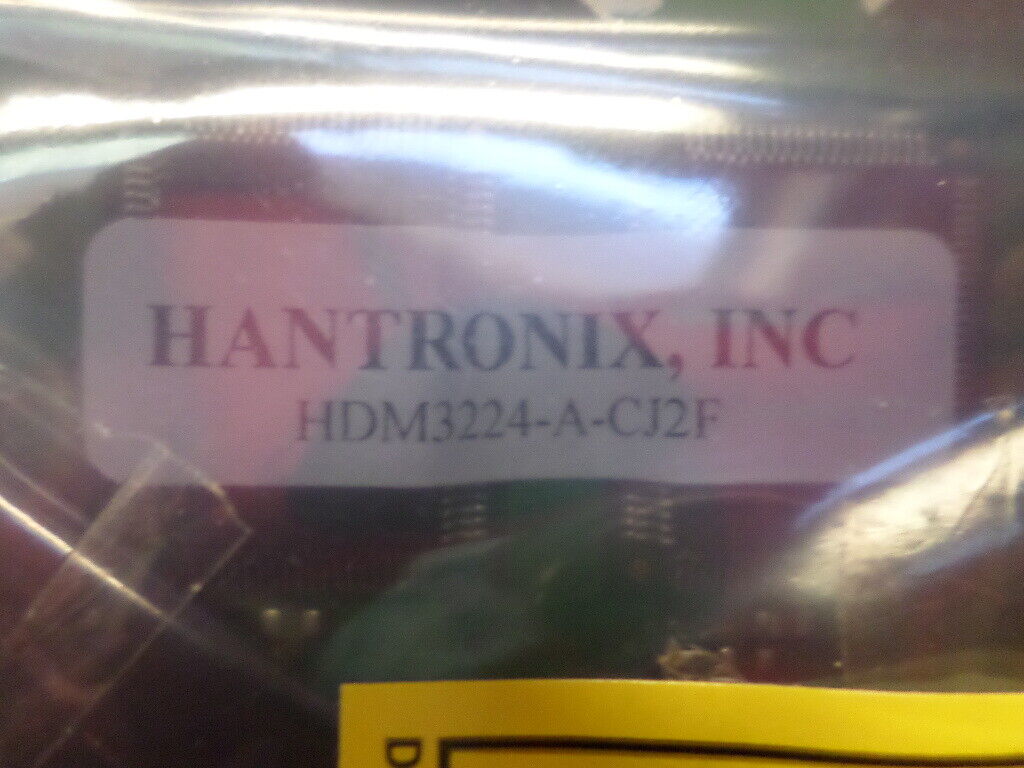 HANTRONIX, INC
HDM3224-A-CJ2F
D